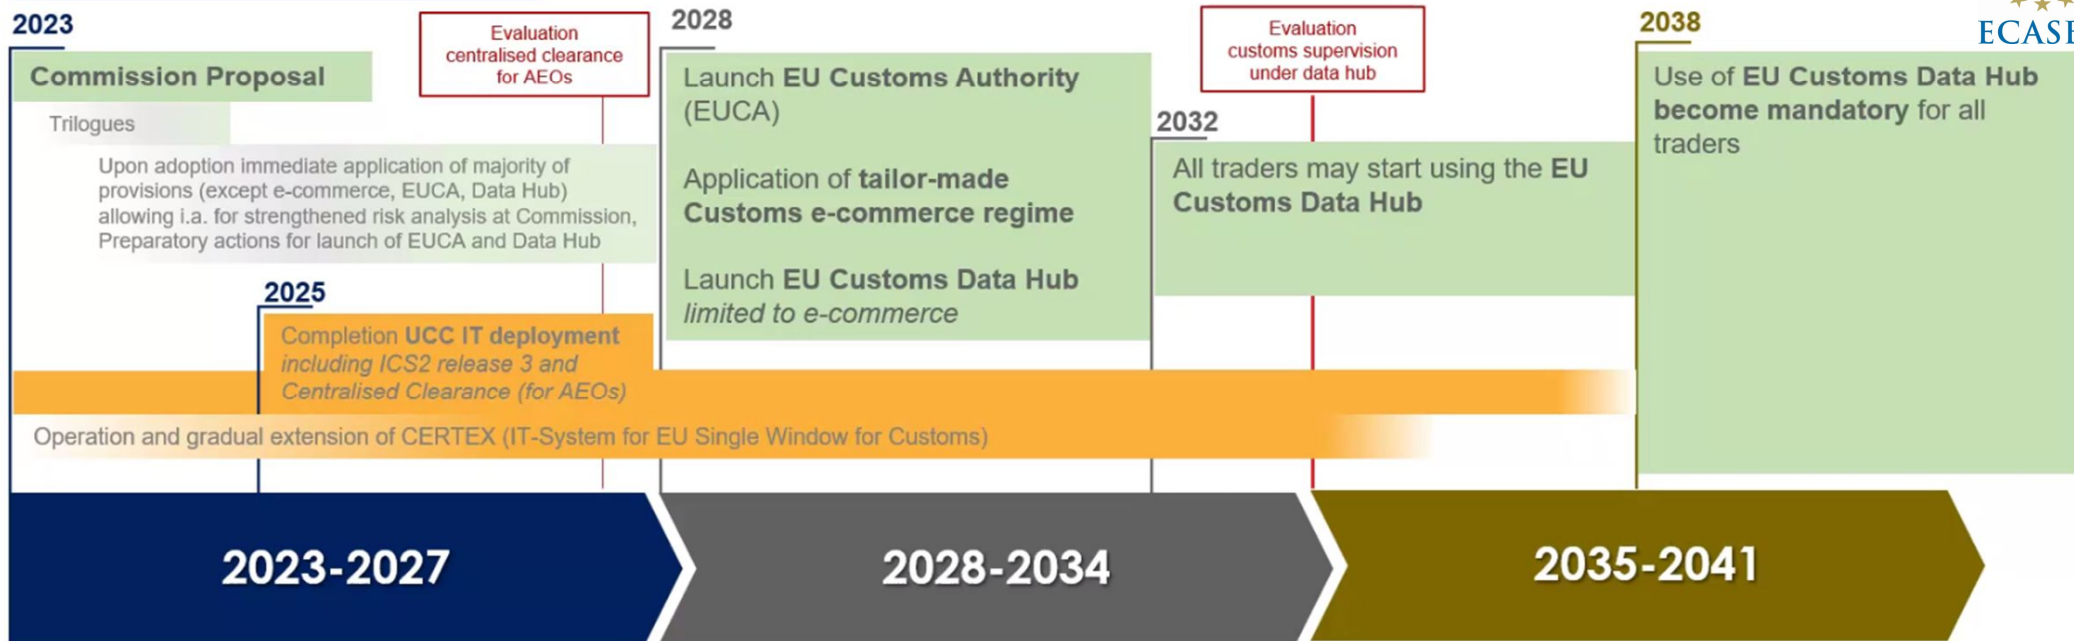 2023
Commission Proposal
Trilogues
Upon adoption immediate application of majority of
provisions (except e-commerce, EUCA, Data Hub)
allowing i.a. for strengthened risk analysis at Commission,
Preparatory actions for launch of EUCA and Data Hub
Evaluation
centralised clearance
for AEOs
2025
Completion UCC IT deployment
including ICS2 release 3 and
Centralised Clearance (for AEOs)
Operation and gradual extension of CERTEX (IT-System for EU Single Window for Customs)
2028
Launch EU Customs Authority
(EUCA)
Application of tailor-made
Customs e-commerce regime
Launch EU Customs Data Hub
limited to e-commerce
Evaluation
customs supervision
under data hub
2032
All traders may start using the EU
Customs Data Hub
2038
Use of EU Customs Data Hub
become mandatory for all
traders
2023-2027
2028-2034
2035-2041